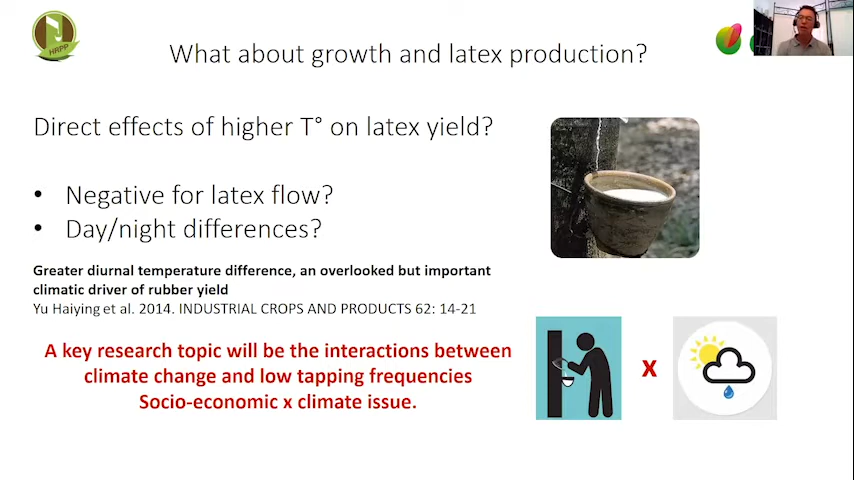 HRPP
What about growth and latex production?
Direct effects of higher T° on latex yield?
• Negative for latex flow?
• Day/night differences?
Greater diurnal temperature difference, an overlooked but important
climatic driver of rubber yield
Yu Haiying et al. 2014. INDUSTRIAL CROPS AND PRODUCTS 62: 14-21
A key research topic will be the interactions between
climate change and low tapping frequencies
Socio-economic x climate issue.
x